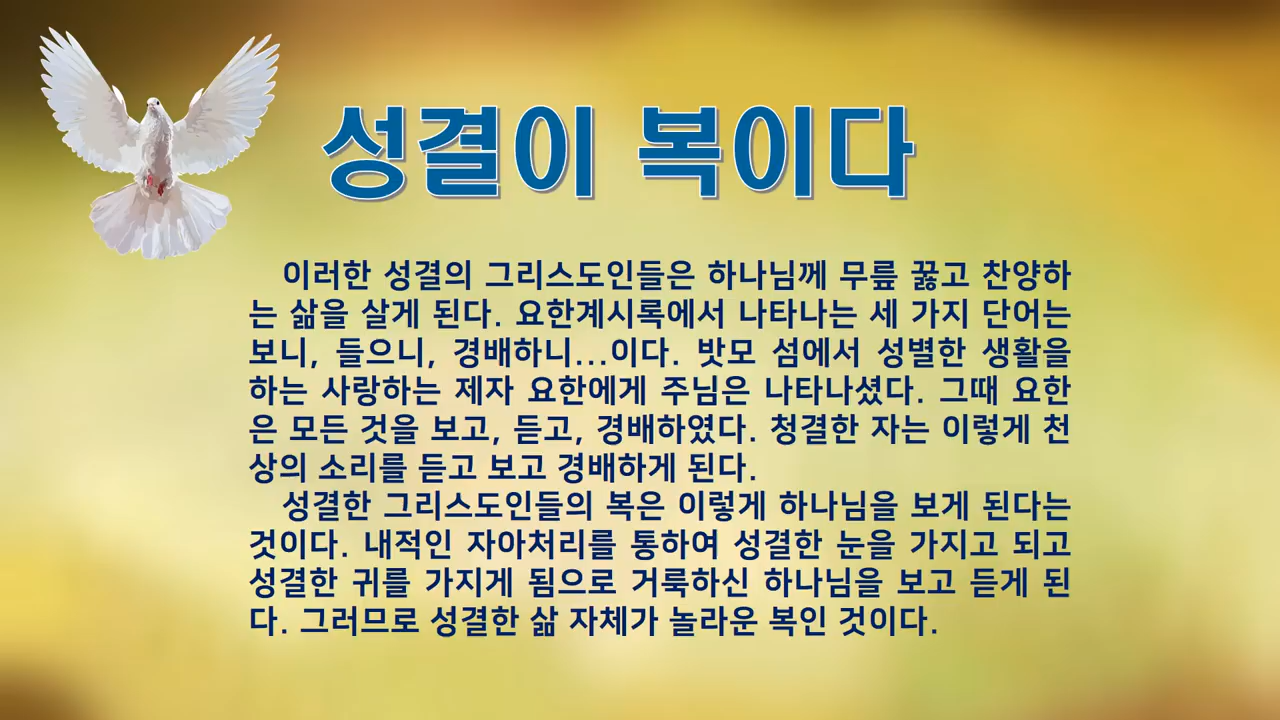 성결이 복이다
이러한 성결의 그리스도인들은 하나님께 무릎 꿇고 찬양하
는 삶을 살게 된다. 요한계시록에서 나타나는 세 가지 단어는
보니, 들으니, 경배하니...이다. 밧모 섬에서 성별한 생활을
하는 사랑하는 제자 요한에게 주님은 나타나셨다. 그때 요한
은 모든 것을 보고, 듣고, 경배하였다. 청결한 자는 이렇게 천
상의 소리를 듣고 보고 경배하게 된다.
성결한 그리스도인들의 복은 이렇게 하나님을 보게 된다는
것이다. 내적인 자아처리를 통하여 성결한 눈을 가지고 되고
성결한 귀를 가지게 됨으로 거룩하신 하나님을 보고 듣게 된
다. 그러므로 성결한 삶 자체가 놀라운 복인 것이다.